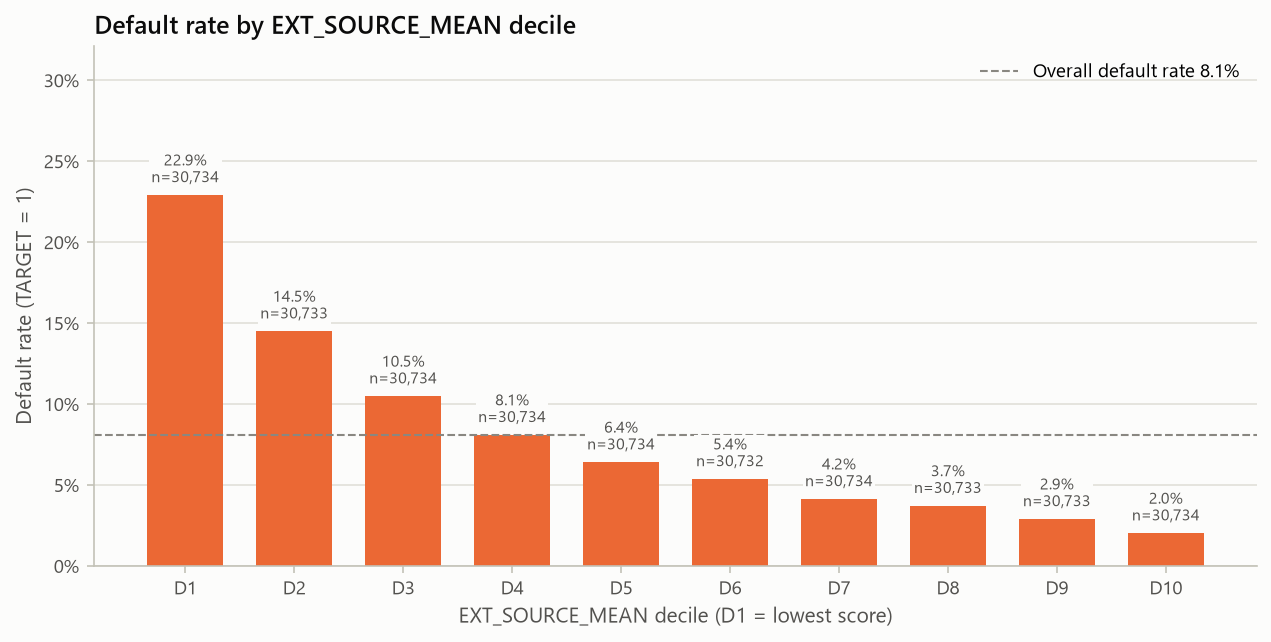 Default rate by EXT_SOURCE_MEAN decile
Overall default rate 8.1%
Default rate (TARGET = 1)
30%
25%
20%
15%
10%
5%
0%
22.9%
n=30,734
14.5%
n=30,733
10.5%
n=30,734
8.1%
n=30,734
6.4%
n=30,734
5.4%
n=30,732
4.2%
n=30,734
3.7%
n=30,733
2.9%
n=30,733
2.0%
n=30,734
D1 D2 D3 D4 D5 D6 D7 D8 D9 D10
EXT_SOURCE_MEAN decile (D1 = lowest score)